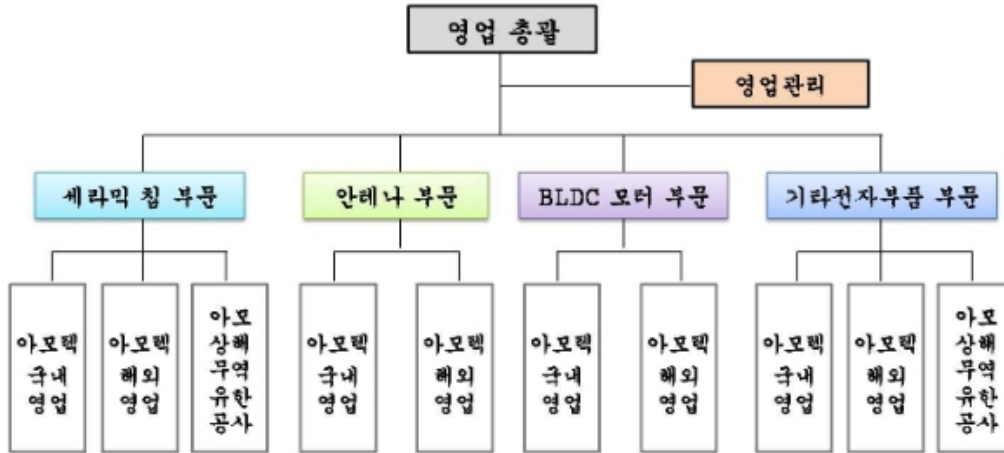 영업 총괄
영업관리
세라믹 칩 부문
안테나 부문
BLDC 모터 부문
기타전자부품 부문
아모텍
국내
영업
아모텍
해외
영업
아모
상해
무역
유한
공사
아모텍
국내
영업
아모텍
해외
영업
아모텍
국내
영업
아모텍
해외
영업
아모텍
국내
영업
아모텍
해외
영업
아모
상해
무역
유한
공사